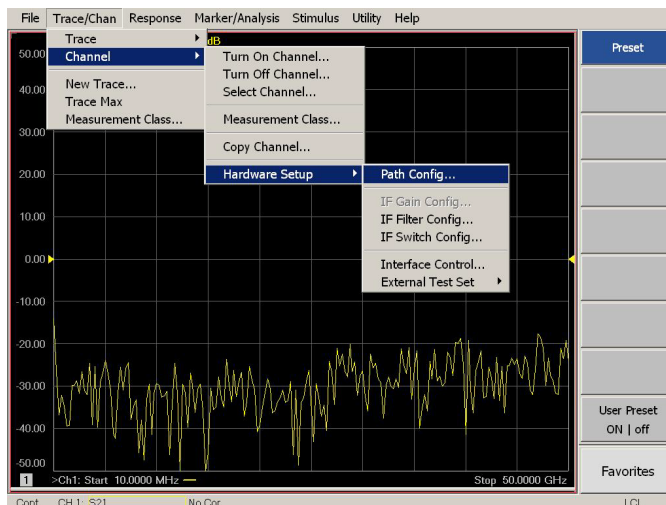 File Trace/Chan Response Marker/Analysis Stimulus Utility Help
Trace
Channel
New Trace...
Trace Max
Measurement Class...
dB
Turn On Channel...
Turn Off Channel...
Select Channel...
Measurement Class...
Copy Channel...
Hardware Setup
Path Config...
IF Gain Config...
IF Filter Config...
IF Switch Config...
Interface Control...
External Test Set
50.00
40.00
30.00
20.00
10.00
0.00
-10.00
-20.00
-30.00
-40.00
-50.00
1 >Ch1: Start 10.0000 MHz Stop 50.0000 GHz
Preset
User Preset
ON | off
Favorites
Cont. CH 1: S21 No Cor LCL